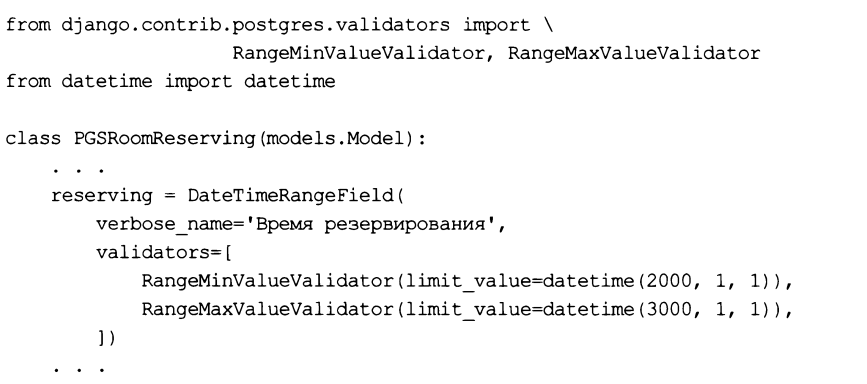 from django.contrib.postgres.validators import \
                    RangeMinValueValidator, RangeMaxValueValidator
from datetime import datetime

class PGSRoomReserving(models.Model):
    . . .
    reserving = DateTimeRangeField(
        verbose_name='Время резервирования',
        validators=[
            RangeMinValueValidator(limit_value=datetime(2000, 1, 1)),
            RangeMaxValueValidator(limit_value=datetime(3000, 1, 1)),
        ])
    . . .